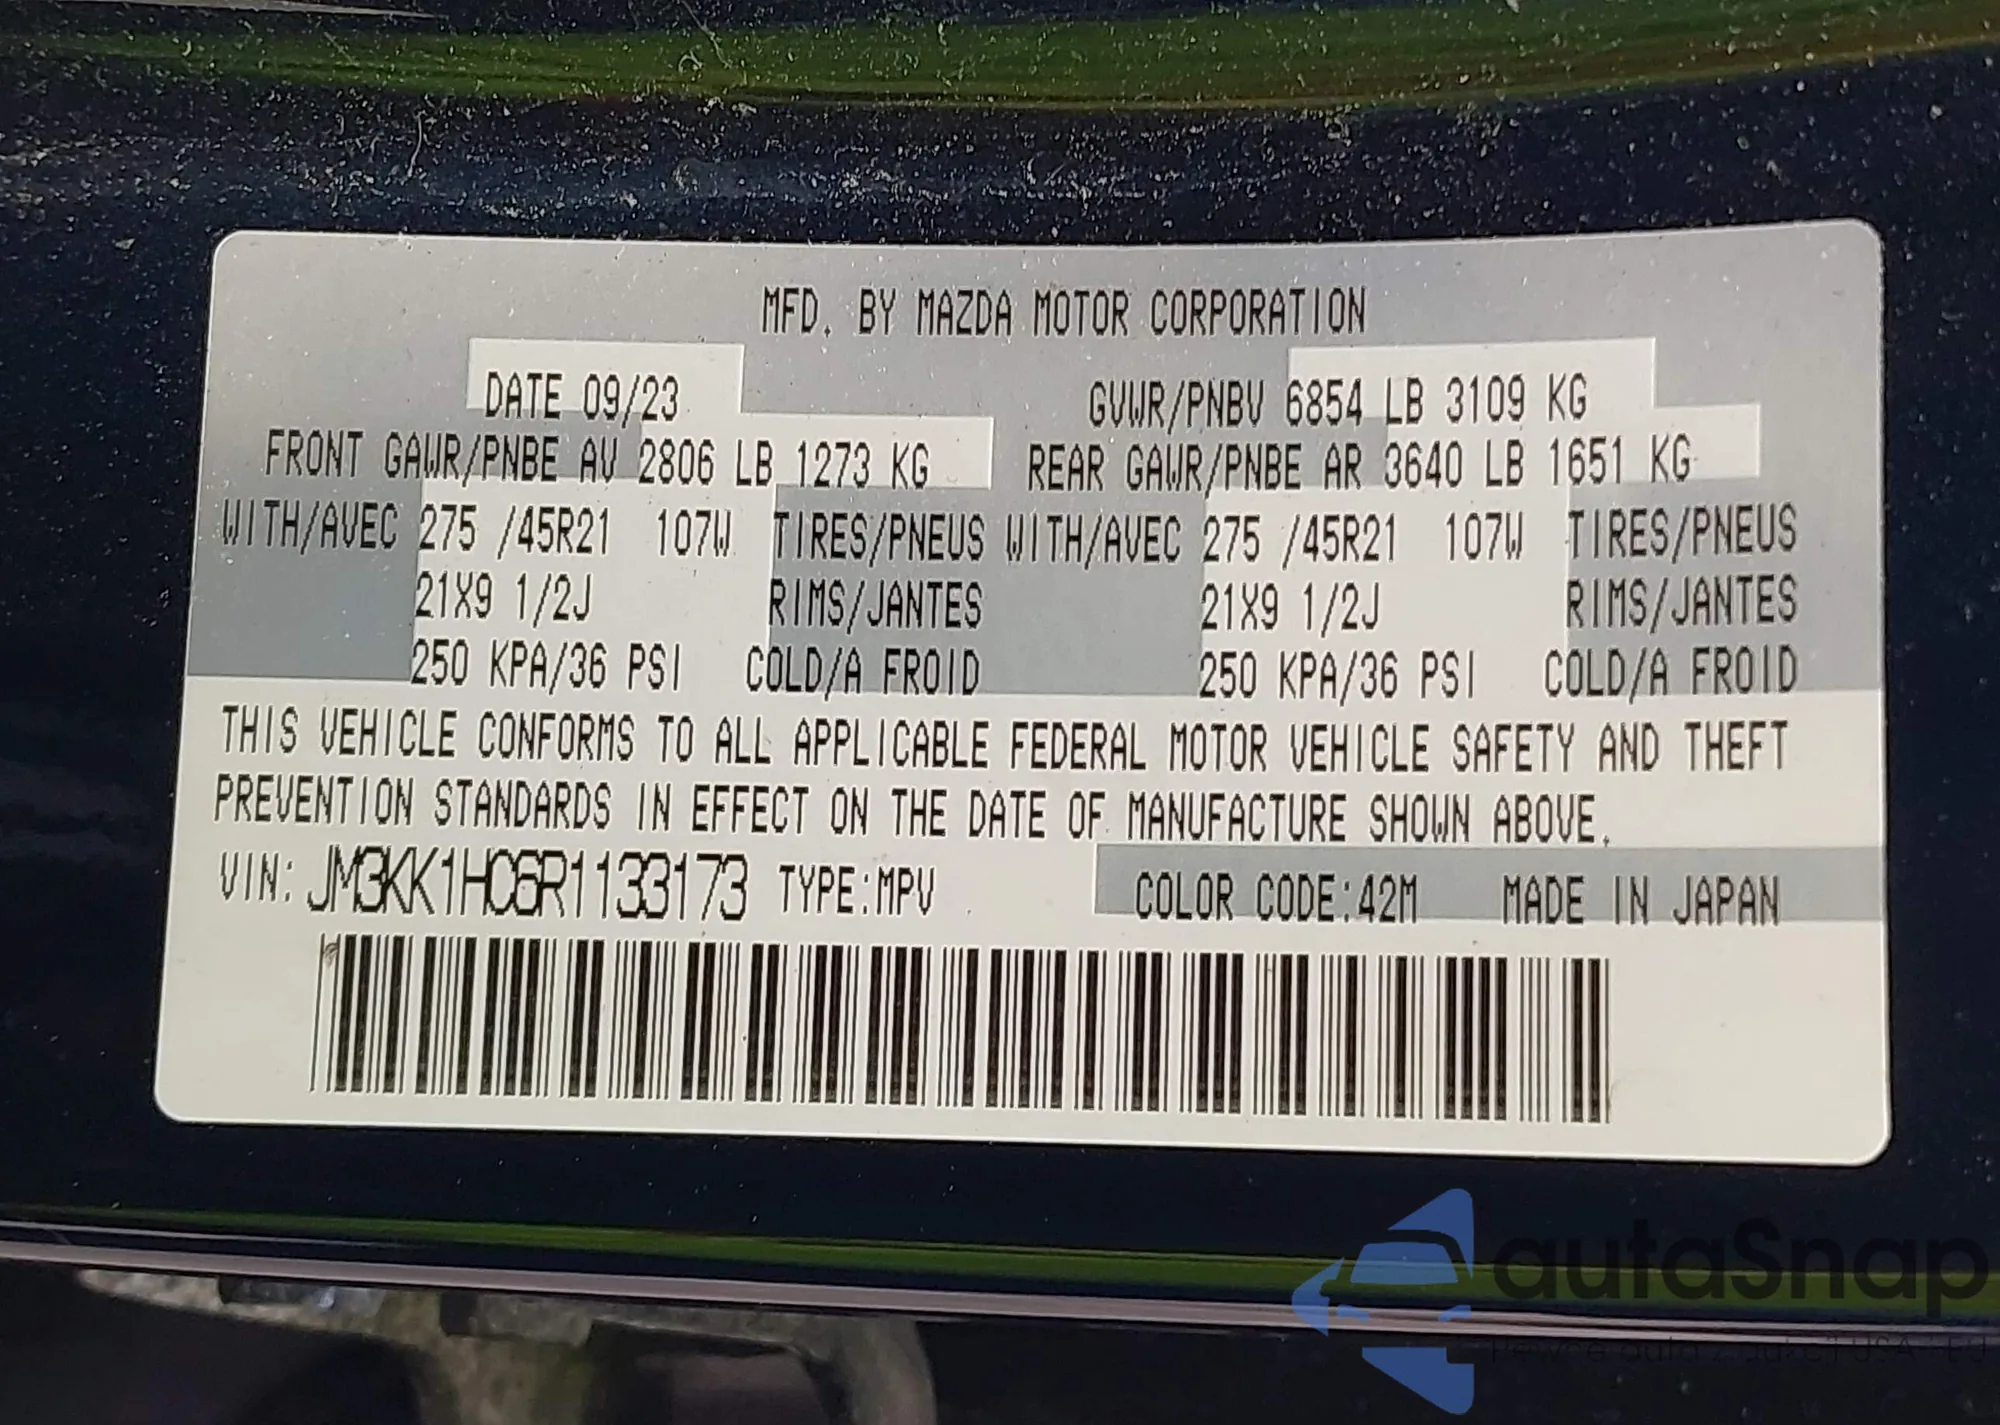 MFD. BY MAZDA MOTOR CORPORATION
DATE 09/23 GVWR/PNBV 6854 LB 3109 KG
FRONT GAWR/PNBE AV 2806 LB 1273 KG REAR GAWR/PNBE AR 3640 LB 1651 KG
WITH/AVEC 275 /45R21 107W TIRES/PNEUS WITH/AVEC 275 /45R21 107W TIRES/PNEUS
21X9 1/2J RIMS/JANTES 21X9 1/2J RIMS/JANTES
250 KPA/36 PSI COLD/A FROID 250 KPA/36 PSI COLD/A FROID
THIS VEHICLE CONFORMS TO ALL APPLICABLE FEDERAL MOTOR VEHICLE SAFETY AND THEFT
PREVENTION STANDARDS IN EFFECT ON THE DATE OF MANUFACTURE SHOWN ABOVE.
VIN: JM3KK1HC6R1133173 TYPE:MPV COLOR CODE:42M MADE IN JAPAN
autaSnap